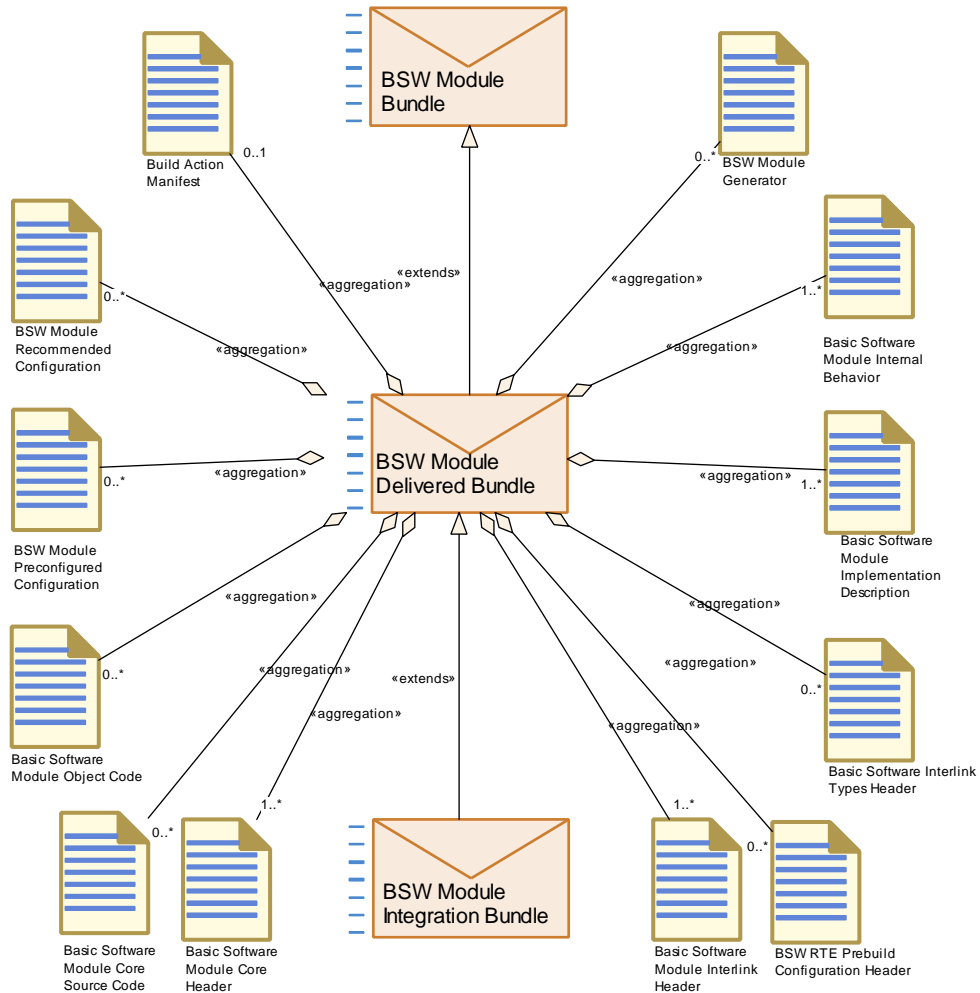 BSW Module
Bundle
0..1
Build Action
Manifest
0..*
BSW Module
Generator
«extends»
«aggregation»
«aggregation»
0..*
BSW Module
Recommended
Configuration
«aggregation»
1..*
Basic Software
Module Internal
Behavior
«aggregation»
BSW Module
Delivered Bundle
0..*
BSW Module
Preconfigured
Configuration
«aggregation»
«aggregation»
1..*
Basic Software
Module
Implementation
Description
«aggregation»
0..*
Basic Software
Module Object Code
«aggregation»
«aggregation»
«extends»
«aggregation»
«aggregation»
«aggregation»
0..*
Basic Software Interlink
Types Header
0..*
Basic Software
Module Core
Source Code
1..*
Basic Software
Module Core
Header
BSW Module
Integration Bundle
1..*
Basic Software
Module Interlink
Header
0..*
BSW RTE Prebuild
Configuration Header